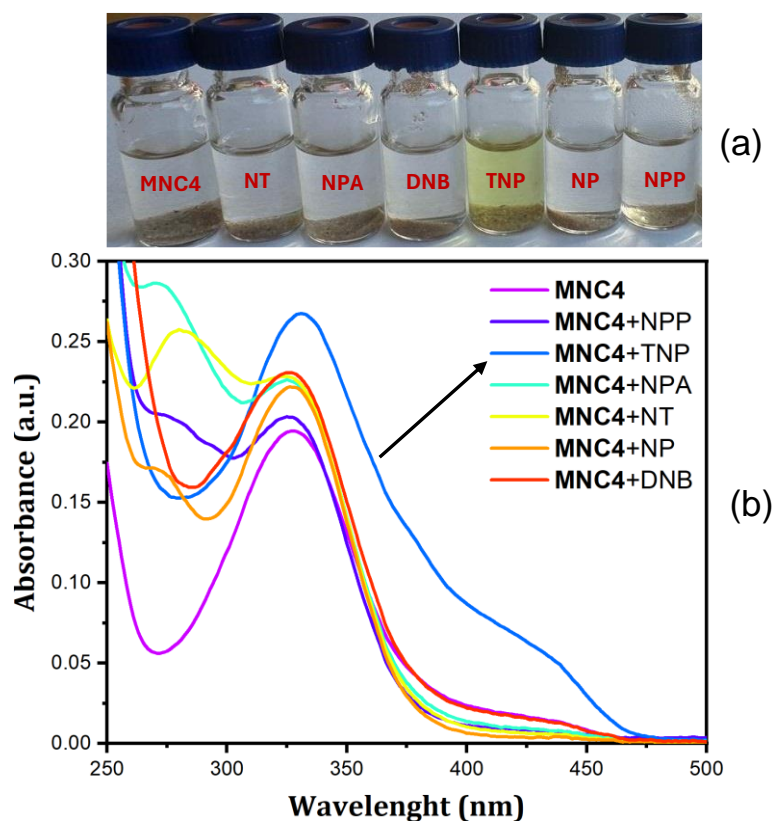 MNC4 NT NPA DNB TNP NP NPP
(a)
0.30
0.25
0.20
0.15
0.10
0.05
0.00
Absorbance (a.u.)
MNC4
MNC4+NPP
MNC4+TNP
MNC4+NPA
MNC4+NT
MNC4+NP
MNC4+DNB
(b)
250 300 350 400 450 500
Wavelenght (nm)